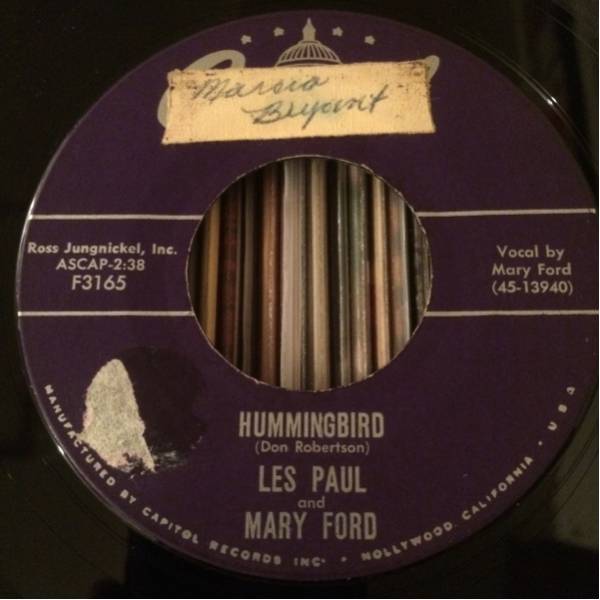 Marcia
Bryant
Ross Jungnickel, Inc.
ASCAP-2:38
F3165
Vocal by
Mary Ford
(45-13940)
HUMMINGBIRD
(Don Robertson)
LES PAUL
and
MARY FORD
MANUFACTURED BY CAPITOL RECORDS INC. • HOLLYWOOD. CALIFORNIA. • U S A